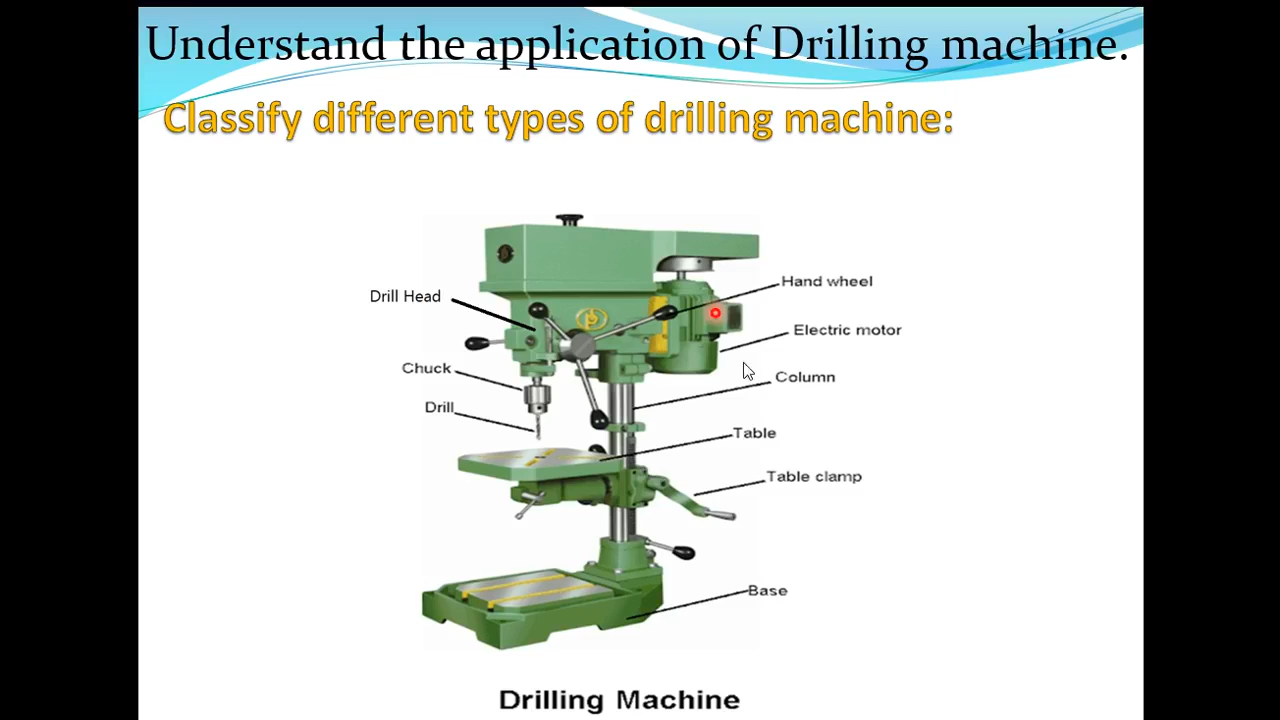 Understand the application of Drilling machine.
Classify different types of drilling machine:
Hand wheel
Drill Head
Electric motor
Chuck
Column
Drill
Table
Table clamp
Base
Drilling Machine